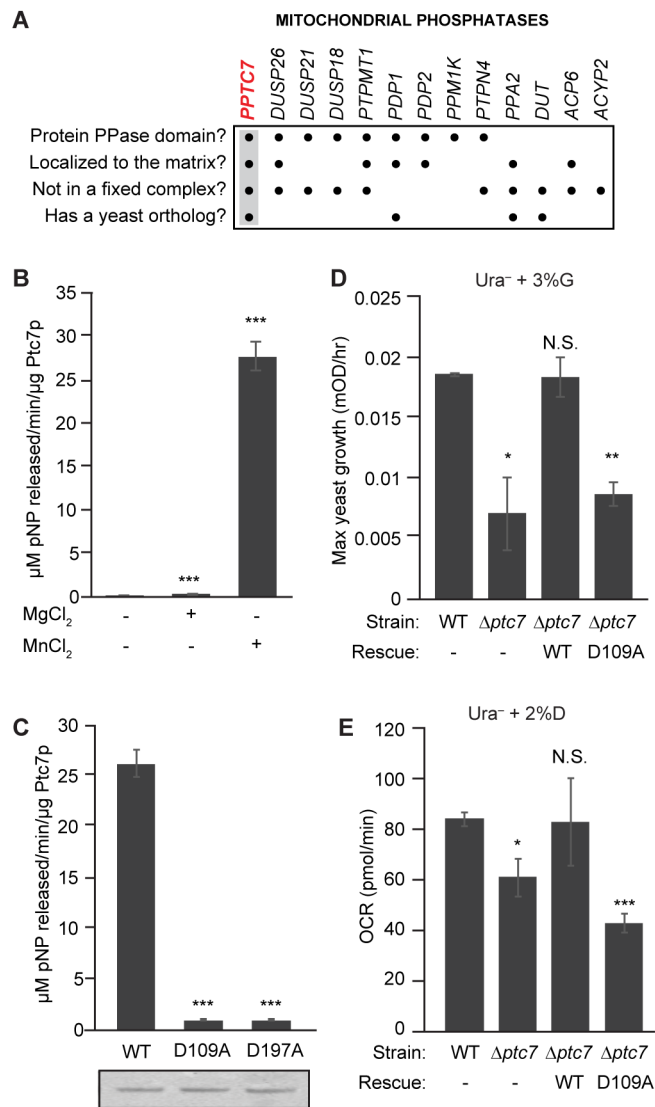 A
MITOCHONDRIAL PHOSPHATASES
PPTC7 DUSP26 DUSP21 DUSP18 PTPMT1 PDP1 PDP2 PPM1K PTPN4 PPA2 DUT ACP6 ACYP2
Protein PPase domain?
Localized to the matrix?
Not in a fixed complex?
Has a yeast ortholog?
B
µM pNP released/min/µg Ptc7p
35
30
25
20
15
10
5
0
***
***
MgCl2 - + -
MnCl2 - - +
D
Ura– + 3%G
Max yeast growth (mOD/hr)
0.025
0.02
0.015
0.01
0.005
0
*
N.S.
**
Strain: WT Δptc7 Δptc7 Δptc7
Rescue: - - WT D109A
C
µM pNP released/min/µg Ptc7p
30
25
20
15
10
5
0
*** ***
WT D109A D197A
E
Ura– + 2%D
OCR (pmol/min)
120
100
80
60
40
20
0
*
N.S.
***
Strain: WT Δptc7 Δptc7 Δptc7
Rescue: - - WT D109A